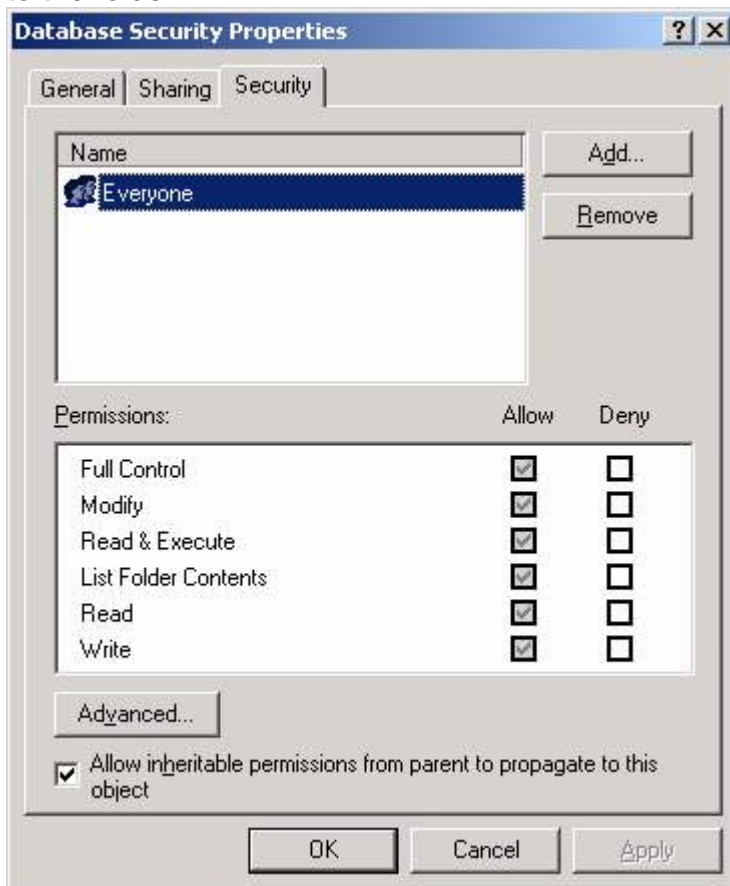 Database Security Properties
General Sharing Security
Name
Add...
Everyone
Remove
Permissions: Allow Deny
Full Control
Modify
Read & Execute
List Folder Contents
Read
Write
Advanced...
Allow inheritable permissions from parent to propagate to this
object
OK Cancel Apply